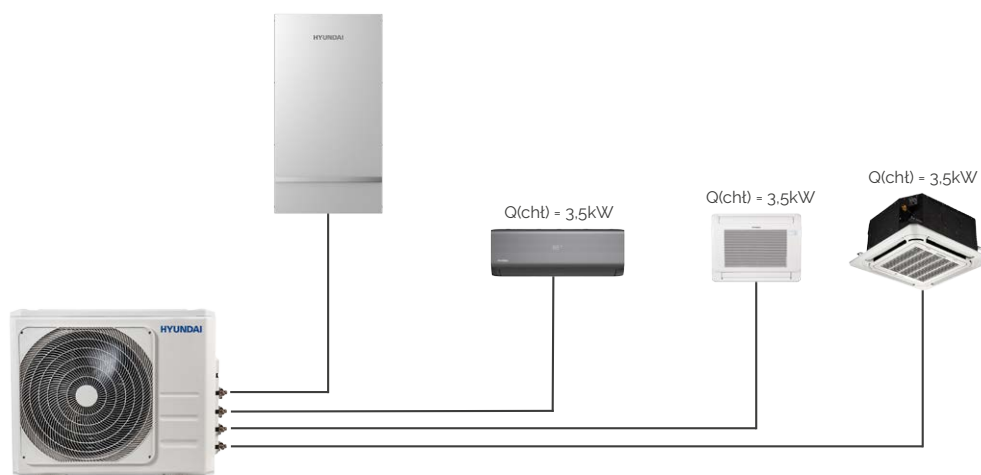 HYUNDAI
Q(chł) = 3,5kW
Q(chł) = 3,5kW
Q(chł) = 3,5kW
HYUNDAI